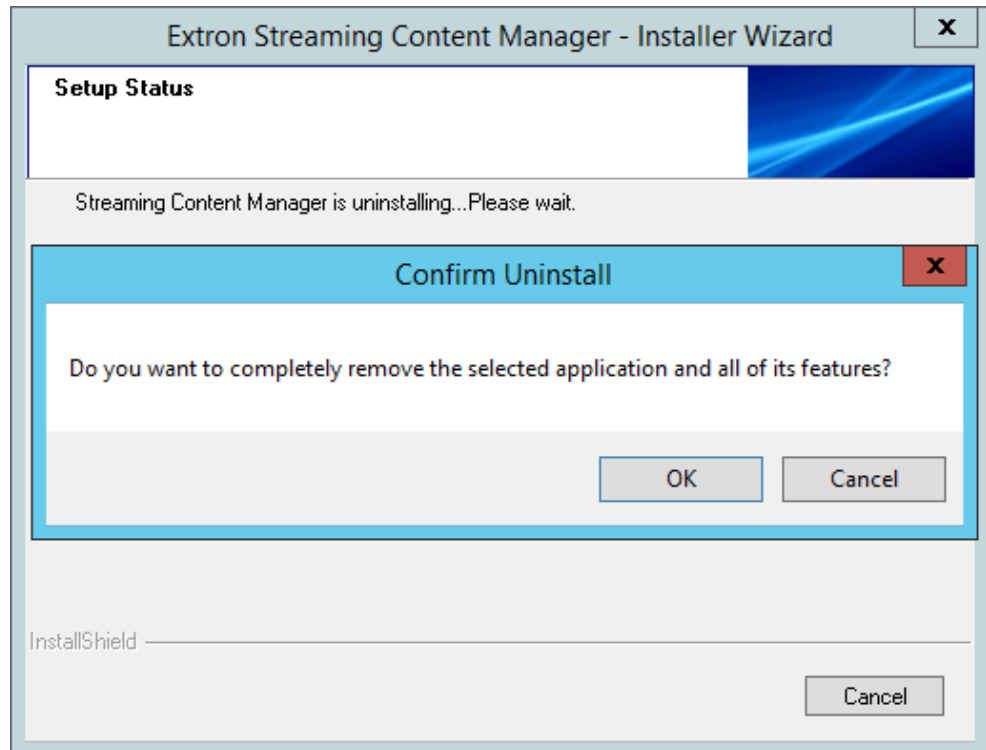 Extron Streaming Content Manager - Installer Wizard
x
Setup Status
Streaming Content Manager is uninstalling...Please wait.
Confirm Uninstall
x
Do you want to completely remove the selected application and all of its features?
OK
Cancel
InstallShield
Cancel